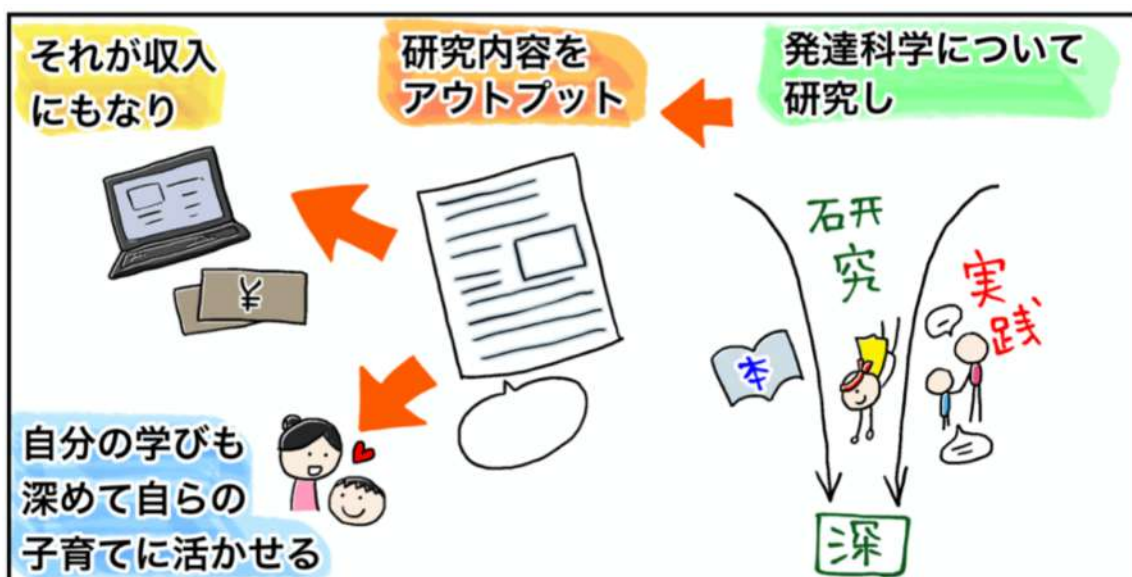 発達科学について
研究し
研究内容を
アウトプット
それが収入
にもなり
自分の学びも
深めて自らの
子育てに活かせる
研
究
実
践
本
深
¥